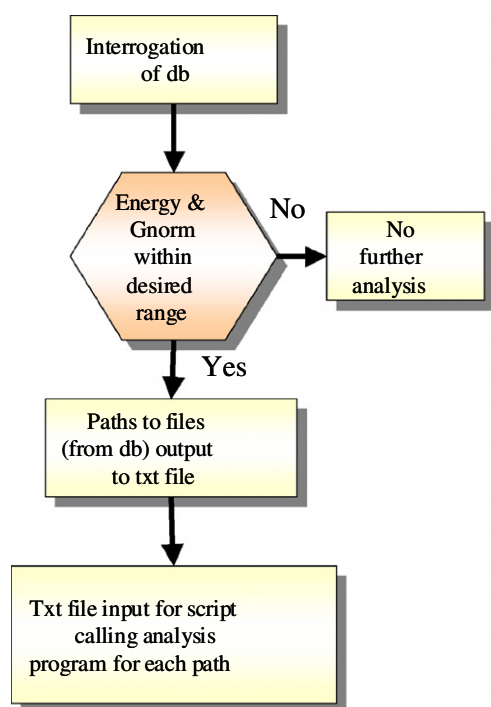 Interrogation
of db
Energy &
Gnorm
within
desired
range
No
No
further
analysis
Yes
Paths to files
(from db) output
to txt file
Txt file input for script
calling analysis
program for each path